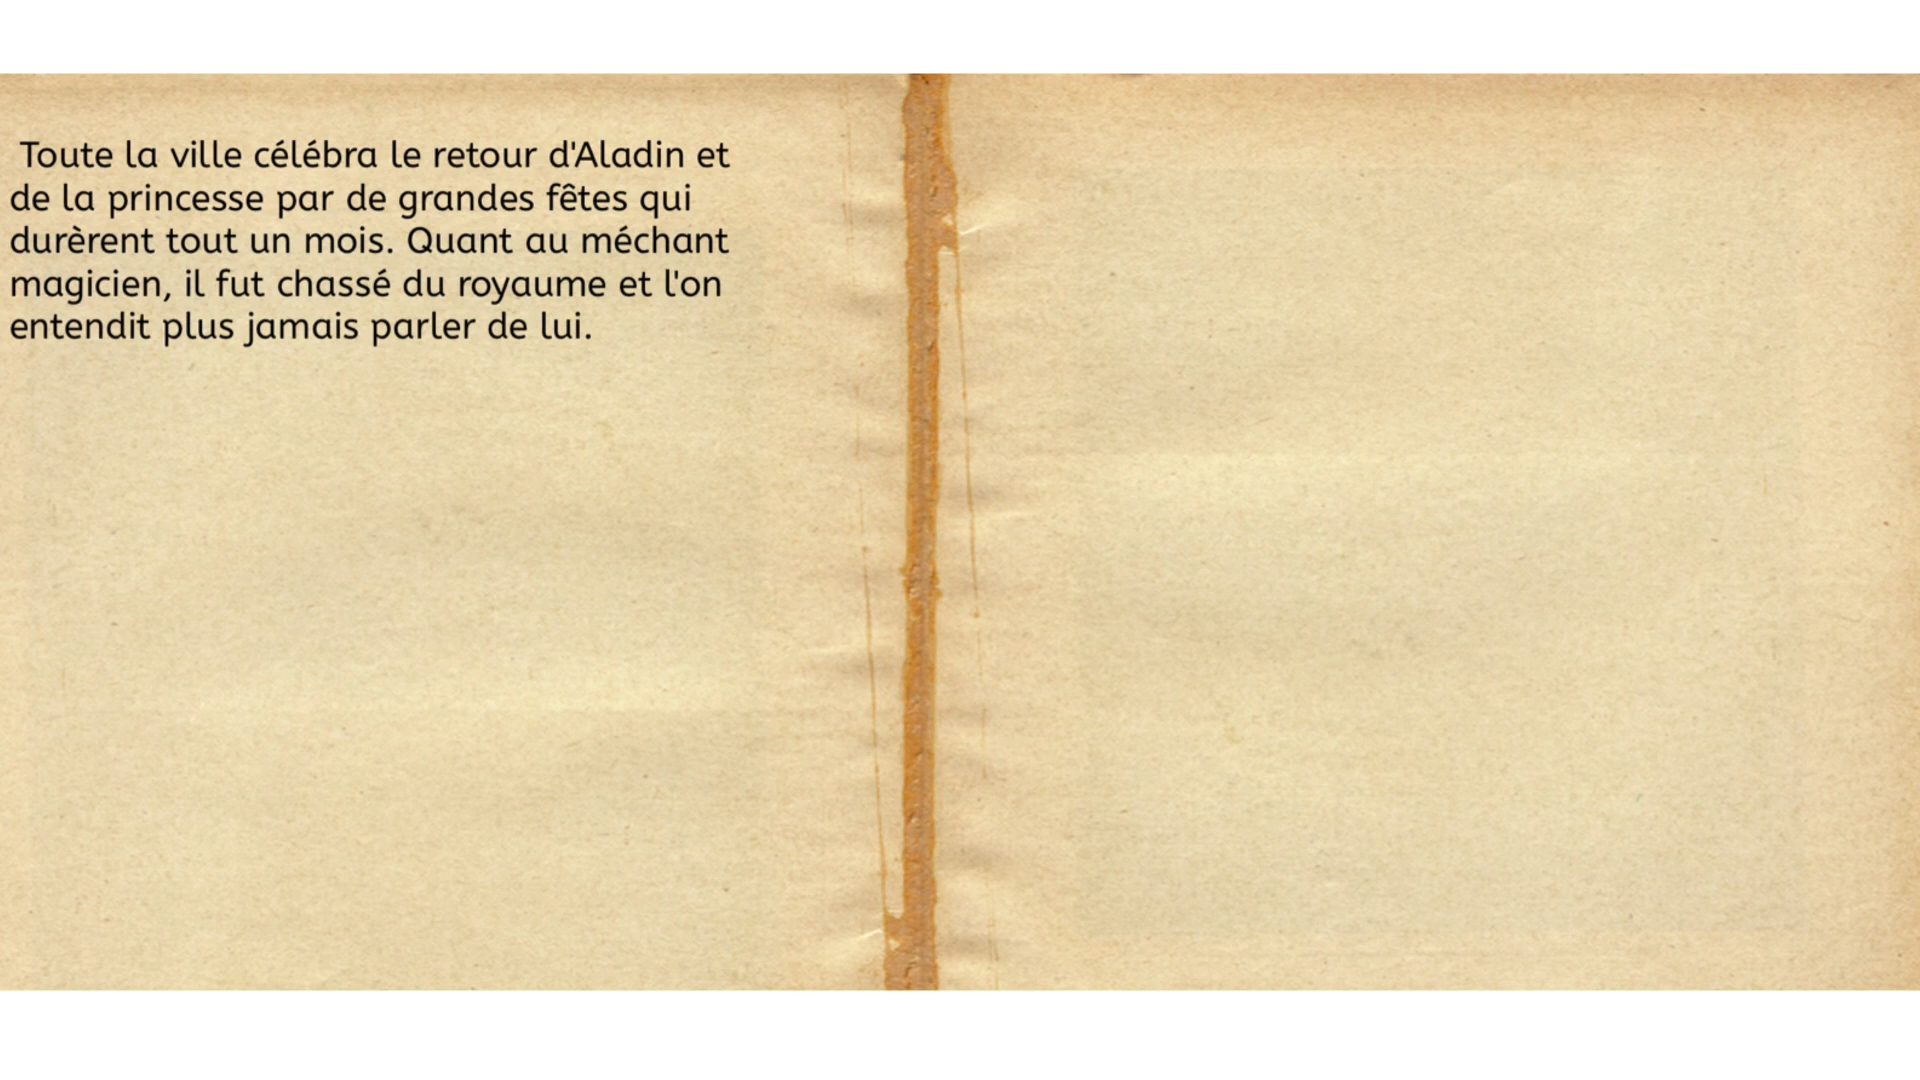 Toute la ville célébra le retour d'Aladin et
de la princesse par de grandes fêtes qui
durèrent tout un mois. Quant au méchant
magicien, il fut chassé du royaume et l'on
entendit plus jamais parler de lui.